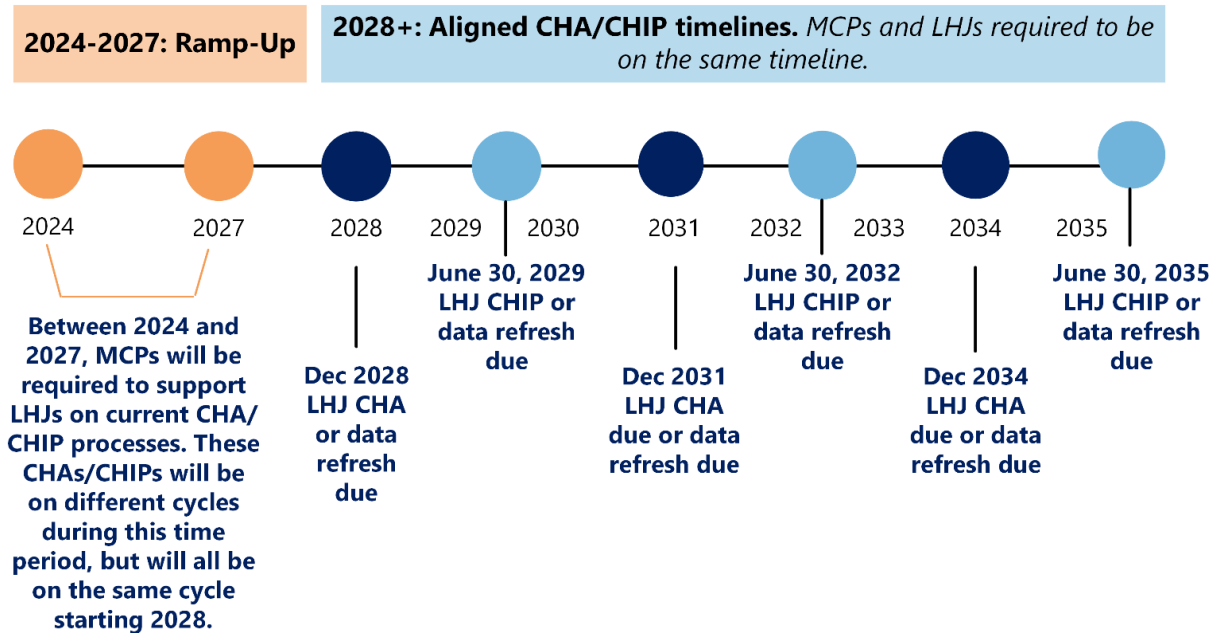 2024-2027: Ramp-Up
2028+: Aligned CHA/CHIP timelines. MCPs and LHJs required to be
on the same timeline.
2024
2027
2028
2029
2030
2031
2032
2033
2034
2035
Between 2024 and
2027, MCPs will be
required to support
LHJs on current CHA/
CHIP processes. These
CHAs/CHIPs will be
on different cycles
during this time
period, but will all be
on the same cycle
starting 2028.
Dec 2028
LHJ CHA
or data
refresh
due
June 30, 2029
LHJ CHIP or
data refresh
due
Dec 2031
LHJ CHA
due or data
refresh due
June 30, 2032
LHJ CHIP or
data refresh
due
Dec 2034
LHJ CHA
due or data
refresh due
June 30, 2035
LHJ CHIP or
data refresh
due